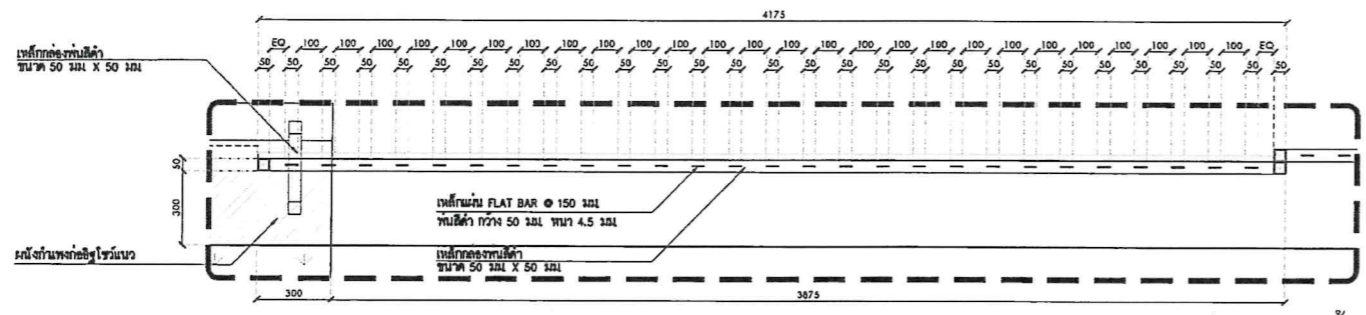 4175
EQ 100 100 100 100 100 100 100 100 100 100 100 100 100 100 100 100 100 100 100 100 100 100 100 100 100 100 EQ
50 50 50 50 50 50 50 50 50 50 50 50 50 50 50 50 50 50 50 50 50 50 50 50 50 50 50 50 50
เหล็กกล่องพ่นสีดำ
ขนาด 50 มม. X 50 มม.
50
300
เหล็กแผ่น FLAT BAR @ 150 มม.
พ่นสีดำ กว้าง 50 มม. หนา 4.5 มม.
ผนังกำแพงก่ออิฐโชว์แนว
เหล็กกล่องพ่นสีดำ
ขนาด 50 มม. X 50 มม.
300
3875